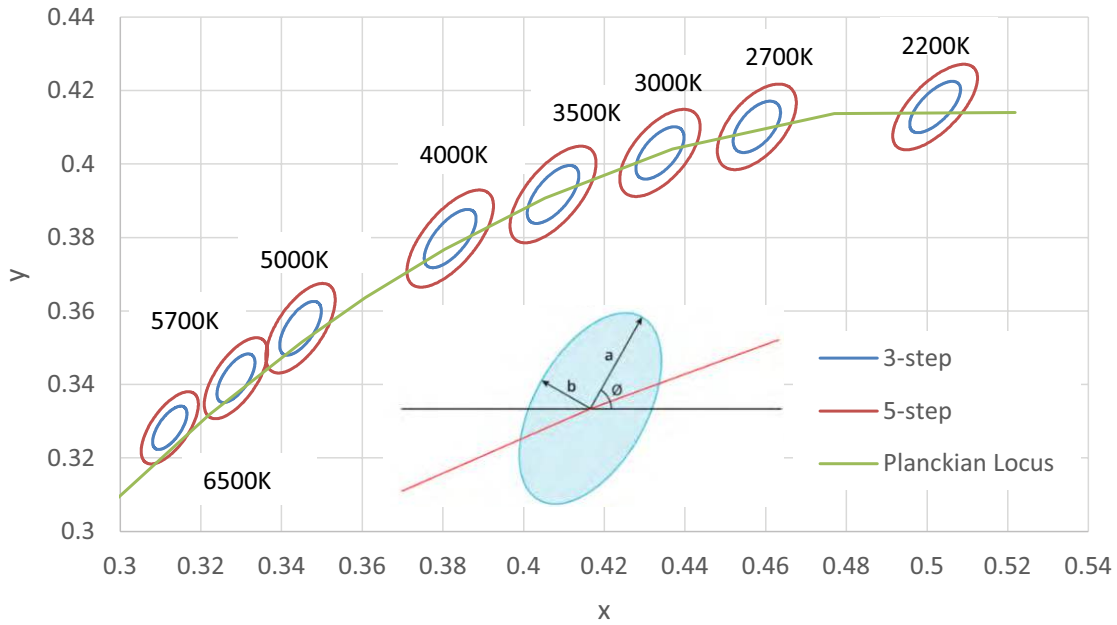 0.44
0.42
0.4
0.38
0.36
0.34
0.32
0.3
y
2200K
2700K
3000K
3500K
4000K
5000K
5700K
6500K
a
b
Ø
3-step
5-step
Planckian Locus
0.3 0.32 0.34 0.36 0.38 0.4 0.42 0.44 0.46 0.48 0.5 0.52 0.54
x